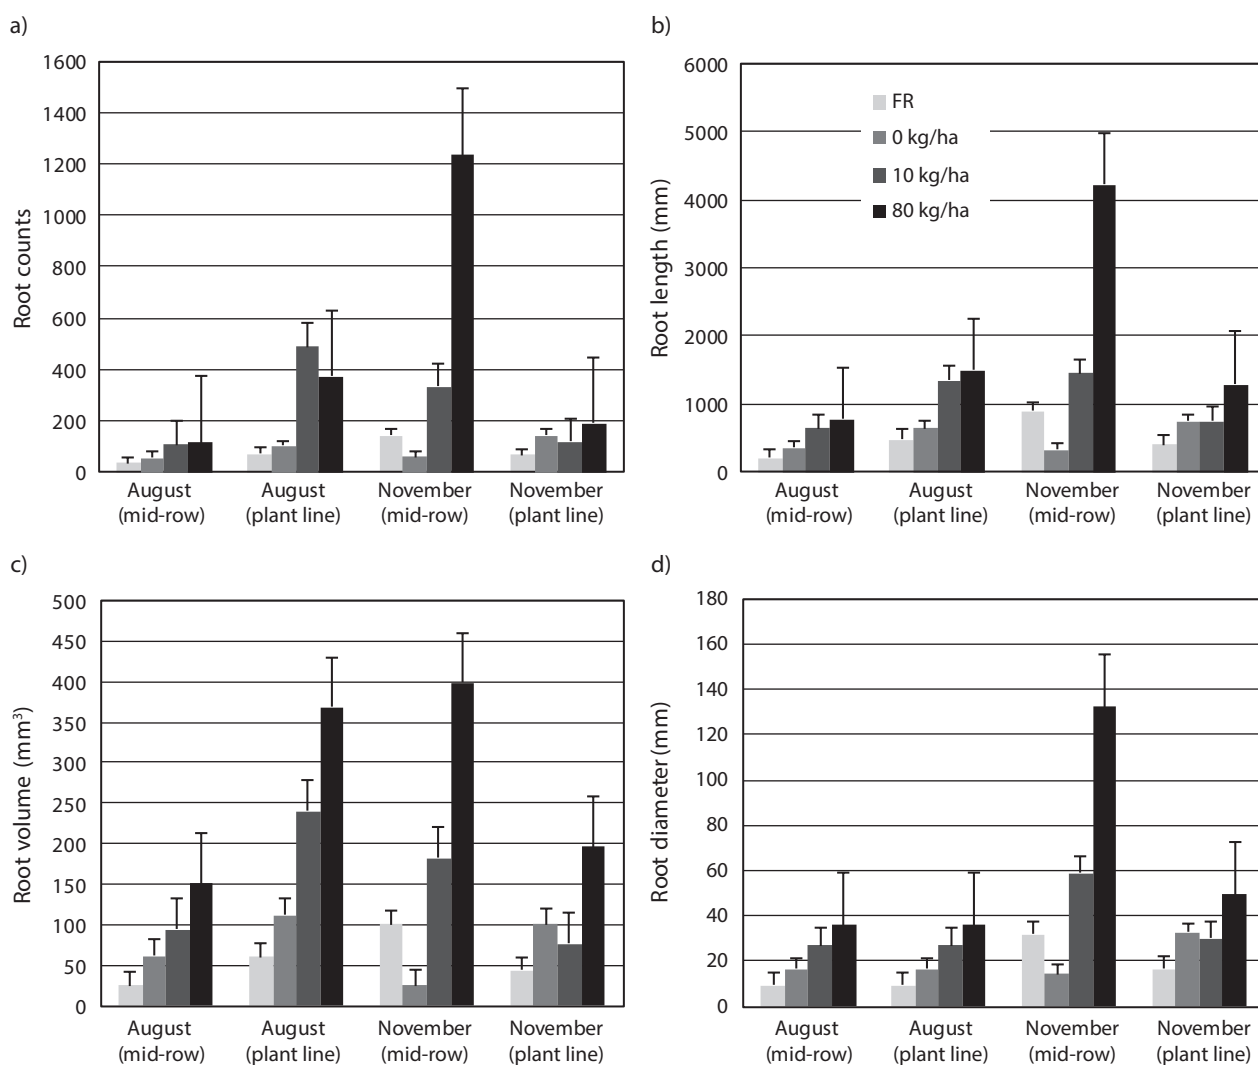 a)
Root counts
1600
1400
1200
1000
800
600
400
200
0
August
(mid-row)
August
(plant line)
November
(mid-row)
November
(plant line)
b)
Root length (mm)
6000
5000
4000
3000
2000
1000
0
FR
0 kg/ha
10 kg/ha
80 kg/ha
August
(mid-row)
August
(plant line)
November
(mid-row)
November
(plant line)
c)
Root volume (mm³)
500
450
400
350
300
250
200
150
100
50
0
August
(mid-row)
August
(plant line)
November
(mid-row)
November
(plant line)
d)
Root diameter (mm)
180
160
140
120
100
80
60
40
20
0
August
(mid-row)
August
(plant line)
November
(mid-row)
November
(plant line)